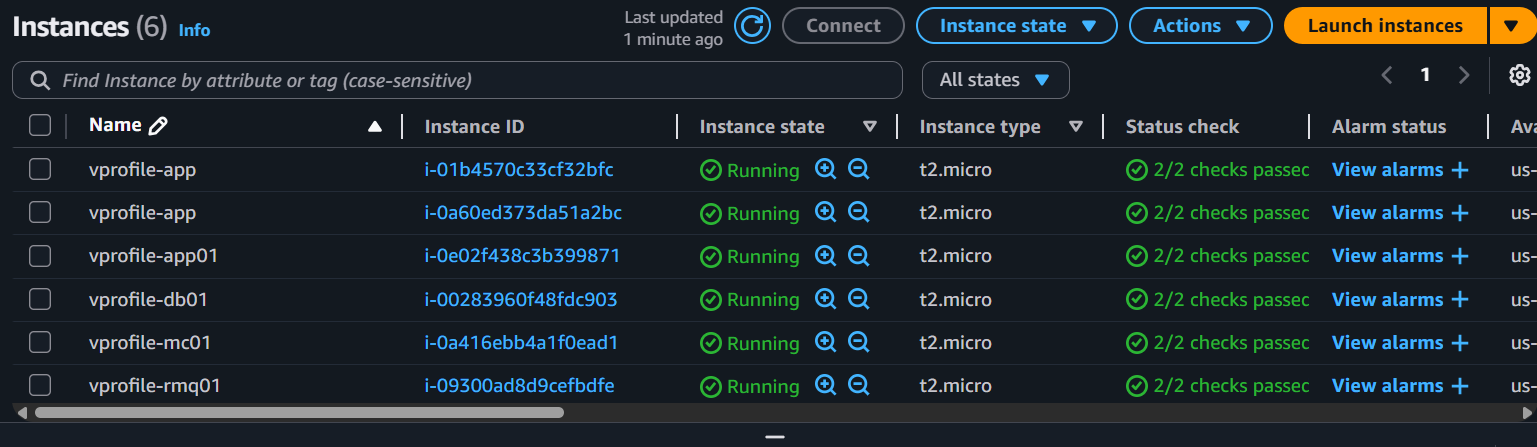 Instances (6) Info Last updated 1 minute ago Connect Instance state Actions Launch instances
Find Instance by attribute or tag (case-sensitive) All states 1
Name Instance ID Instance state Instance type Status check Alarm status Ava
vprofile-app i-01b4570c33cf32bfc Running t2.micro 2/2 checks passec View alarms + us-
vprofile-app i-0a60ed373da51a2bc Running t2.micro 2/2 checks passec View alarms + us-
vprofile-app01 i-0e02f438c3b399871 Running t2.micro 2/2 checks passec View alarms + us-
vprofile-db01 i-00283960f48fdc903 Running t2.micro 2/2 checks passec View alarms + us-
vprofile-mc01 i-0a416ebb4a1f0ead1 Running t2.micro 2/2 checks passec View alarms + us-
vprofile-rmq01 i-09300ad8d9cefbdfe Running t2.micro 2/2 checks passec View alarms + us-